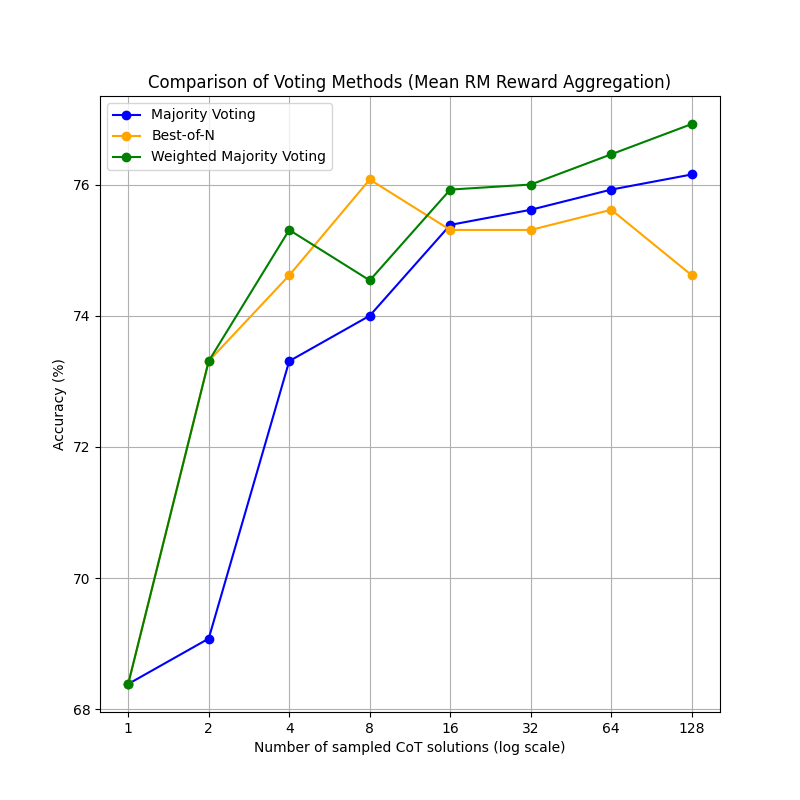 Comparison of Voting Methods (Mean RM Reward Aggregation)
Majority Voting
Best-of-N
Weighted Majority Voting
76
74
72
70
68
Accuracy (%)
1 2 4 8 16 32 64 128
Number of sampled CoT solutions (log scale)